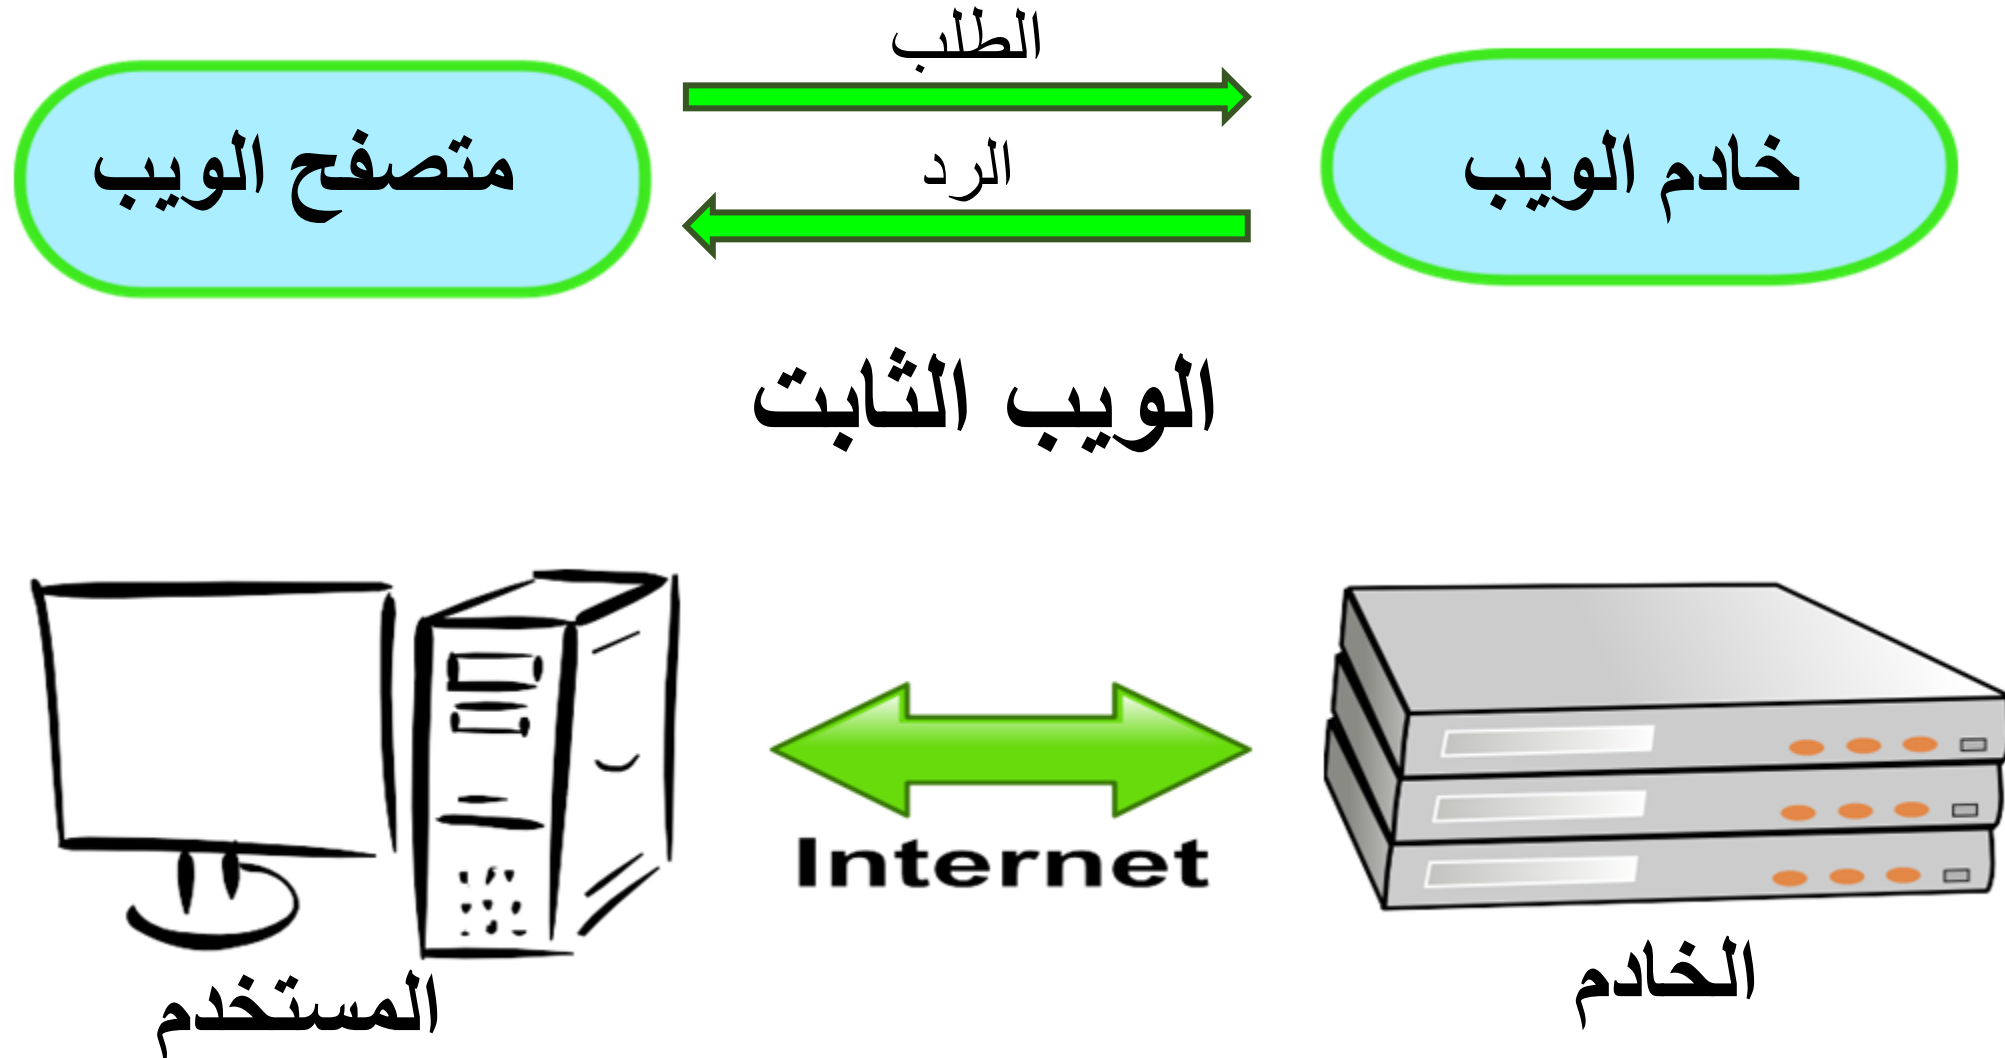 الطلب
خادم الويب
متصفح الويب
الرد
الويب الثابت
Internet
الخادم
المستخدم